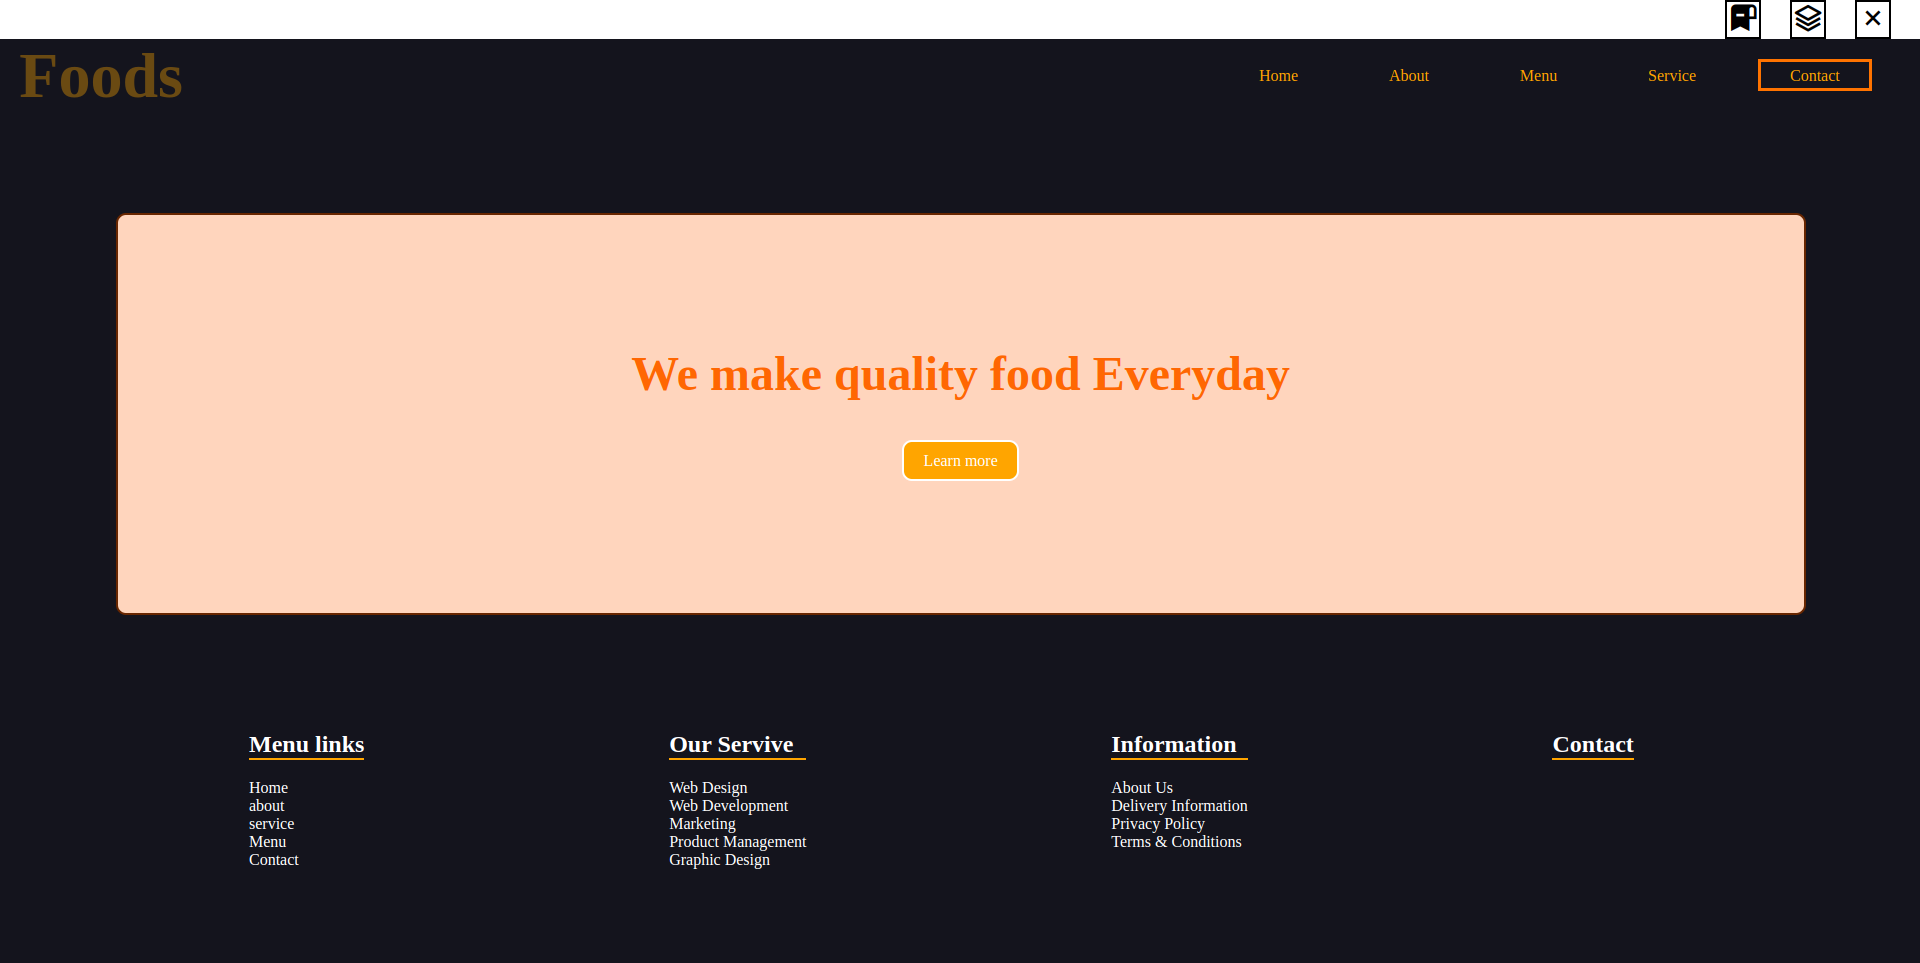 Foods
Home About Menu Service Contact
We make quality food Everyday
Learn more
Menu links
Home
about
service
Menu
Contact
Our Servive
Web Design
Web Development
Marketing
Product Management
Graphic Design
Information
About Us
Delivery Information
Privacy Policy
Terms & Conditions
Contact